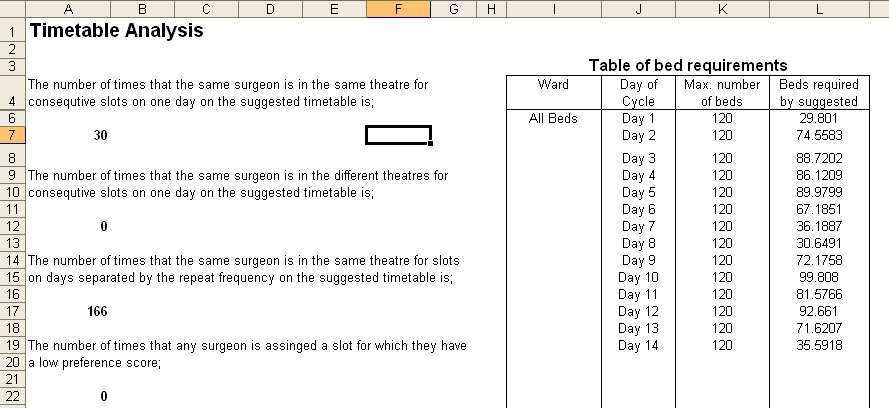 A B C D E F G H I J K L
1 Timetable Analysis
2
3 Table of bed requirements
The number of times that the same surgeon is in the same theatre for Ward Day of Max. number Beds required
4 consequtive slots on one day on the suggested timetable is; Cycle of beds by suggested
6 All Beds Day 1 120 29.801
7 30 Day 2 120 74.5583
8 Day 3 120 88.7202
9 The number of times that the same surgeon is in the different theatres for Day 4 120 86.1209
10 consequtive slots on one day on the suggested timetable is; Day 5 120 89.9799
11 Day 6 120 67.1851
12 0 Day 7 120 36.1887
13 Day 8 120 30.6491
14 The number of times that the same surgeon is in the same theatre for slots Day 9 120 72.1758
15 on days separated by the repeat frequency on the suggested timetable is; Day 10 120 99.808
16 Day 11 120 81.5766
17 166 Day 12 120 92.661
18 Day 13 120 71.6207
19 The number of times that any surgeon is assinged a slot for which they have Day 14 120 35.5918
20 a low preference score;
21
22 0